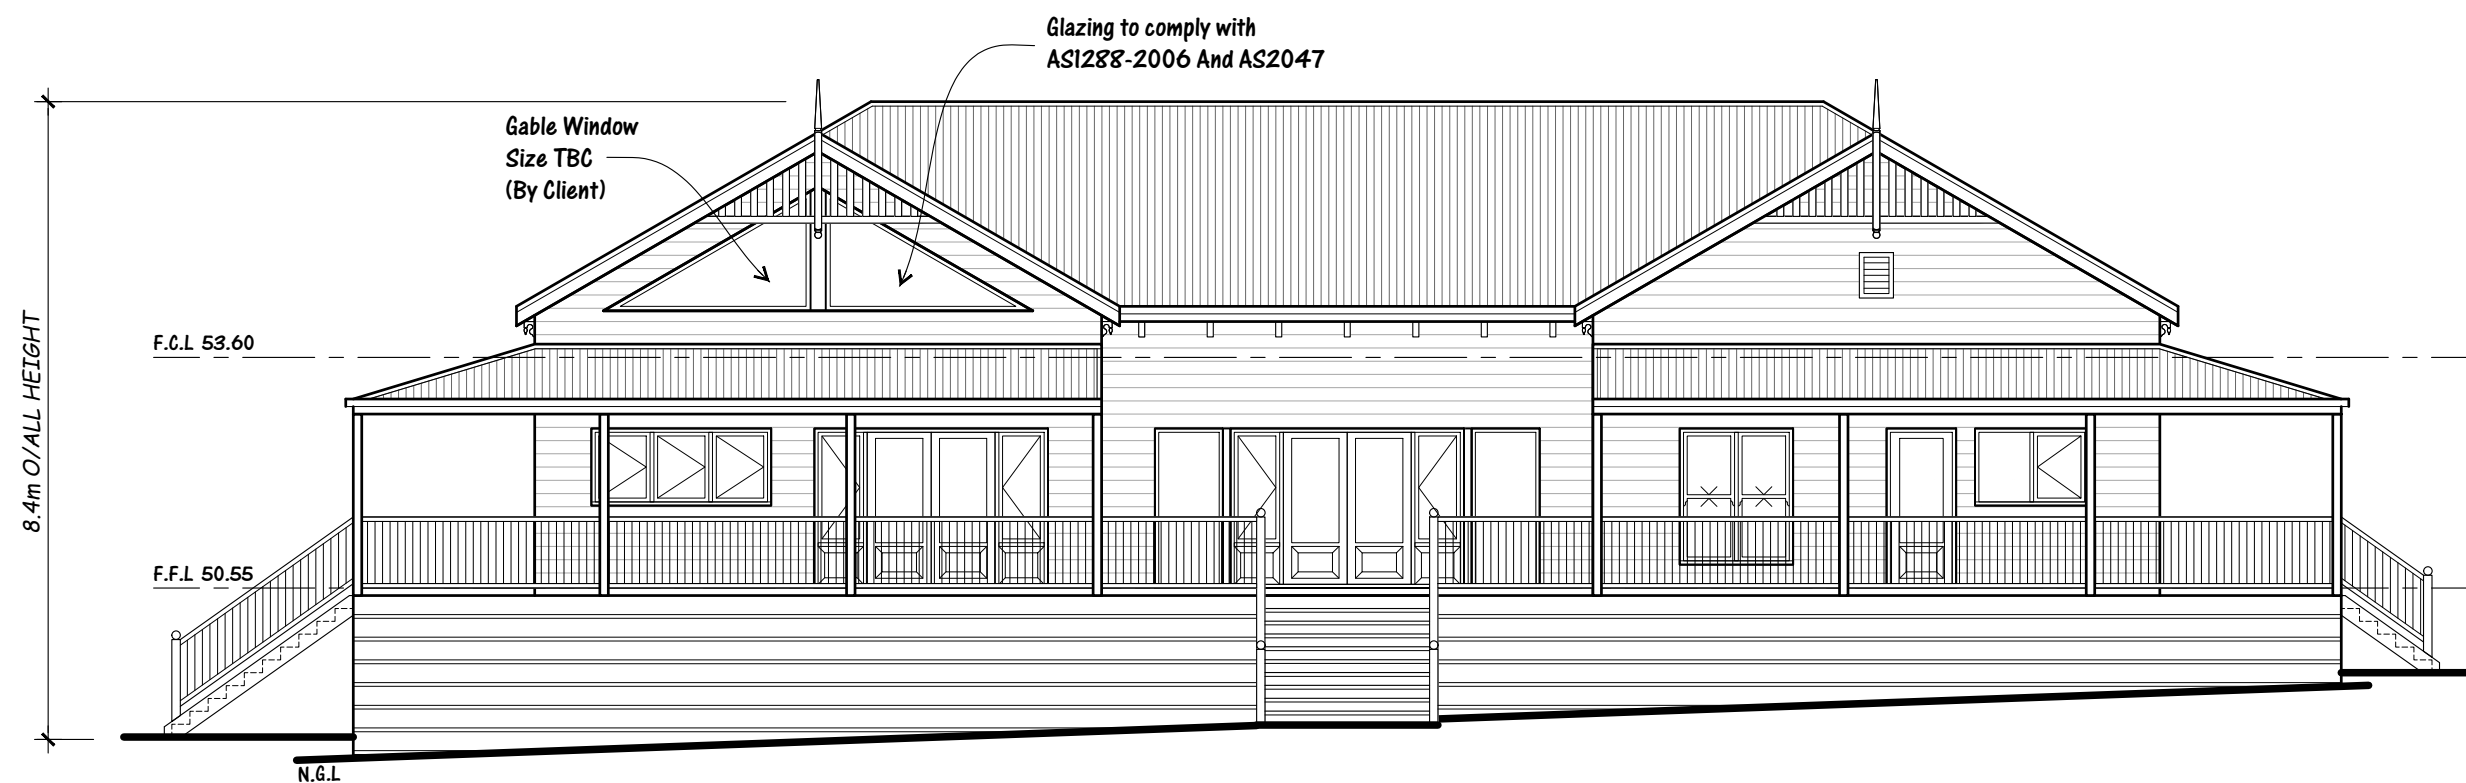 Glazing to comply with
AS1288-2006 And AS2047
Gable Window
Size TBC
(By Client)
8.4m O/ALL HEIGHT
F.C.L 53.60
F.F.L 50.55
N.G.L